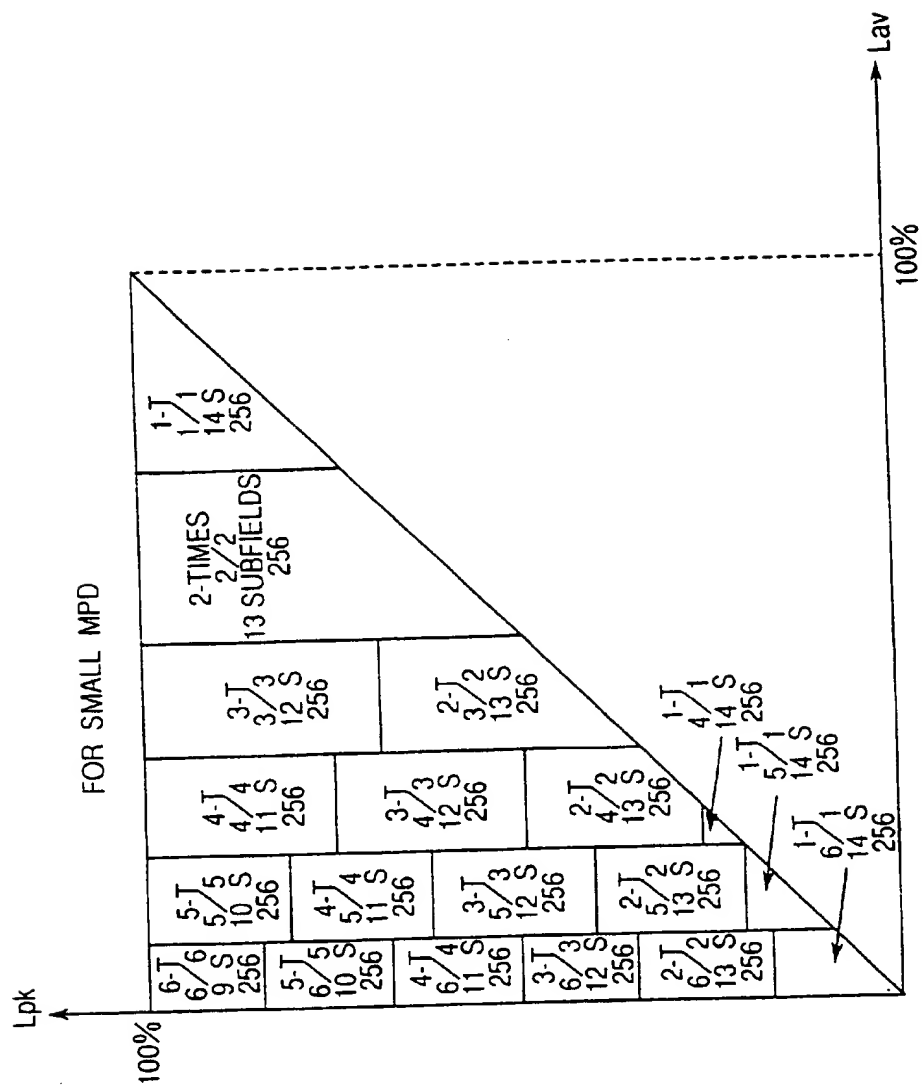 FOR SMALL MPD
Lpk
100%
6-T
6/6
9 S
256
5-T
6/5
10 S
256
4-T
6/4
11 S
256
3-T
6/3
12 S
256
2-T
6/2
13 S
256
5-T
5/5
10 S
256
4-T
5/4
11 S
256
3-T
5/3
12 S
256
2-T
5/2
13 S
256
4-T
4/4
11 S
256
3-T
4/3
12 S
256
2-T
4/2
13 S
256
3-T
3/3
12 S
256
2-T
3/2
13 S
256
2-TIMES
2/2
13 SUBFIELDS
256
1-T
1/1
14 S
256
1-T
4/1
14 S
256
1-T
5/1
14 S
256
1-T
6/1
14 S
256
100%
Lav